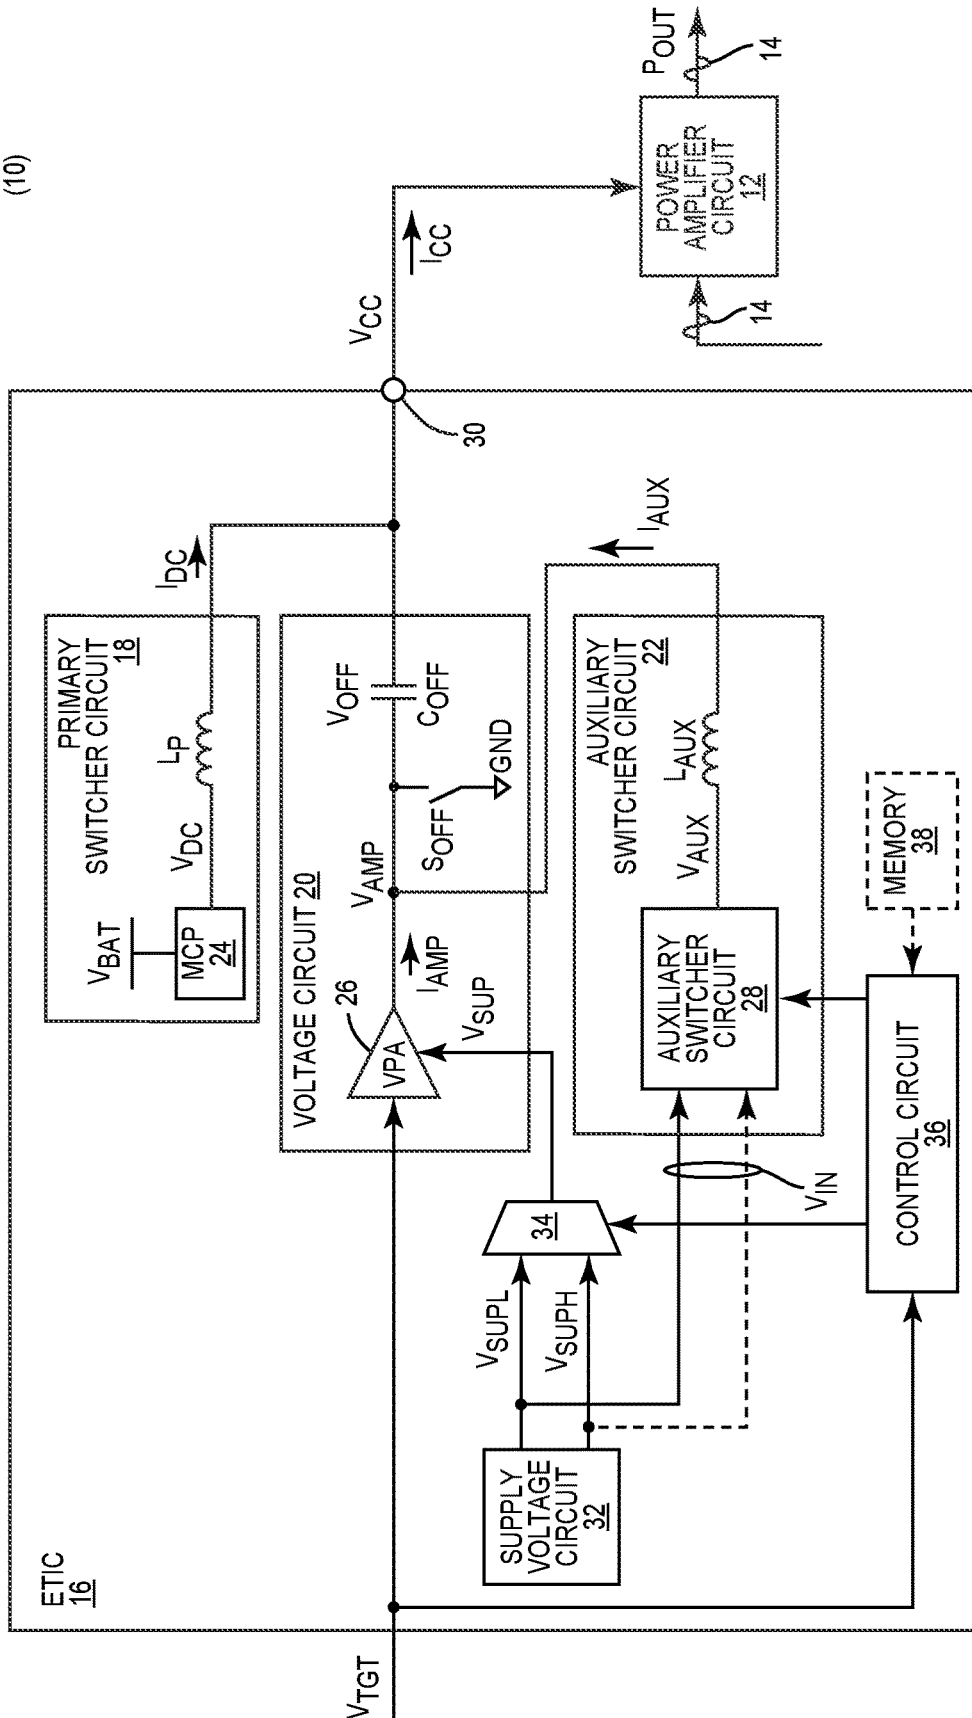 (10)
ETIC
16
PRIMARY
SWITCHER CIRCUIT
18
VBAT
MCP
24
VDC
LP
IDC
VOLTAGE CIRCUIT 20
26
VPA
IAMP
VSUP
VAMP
SOFF
GND
VOFF
COFF
VCC
ICC
30
POUT
14
POWER
AMPLIFIER
CIRCUIT
12
14
VTGT
SUPPLY
VOLTAGE
CIRCUIT
32
VSUPL
VSUPH
34
VIN
AUXILIARY
SWITCHER CIRCUIT
22
AUXILIARY
SWITCHER
CIRCUIT
28
VAUX
LAUX
IAUX
CONTROL CIRCUIT
36
MEMORY
38